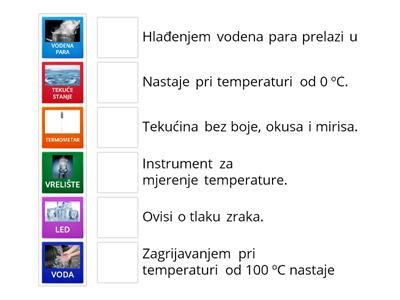 VODENA
PARA
Hlađenjem vodena para prelazi u
TEKUĆE
STANJE
Nastaje pri temperaturi od 0 ºC.
TERMOMETAR
Tekućina bez boje, okusa i mirisa.
VRELIŠTE
Instrument za
mjerenje temperature.
LED
Ovisi o tlaku zraka.
VODA
Zagrijavanjem pri
temperaturi od 100 ºC nastaje